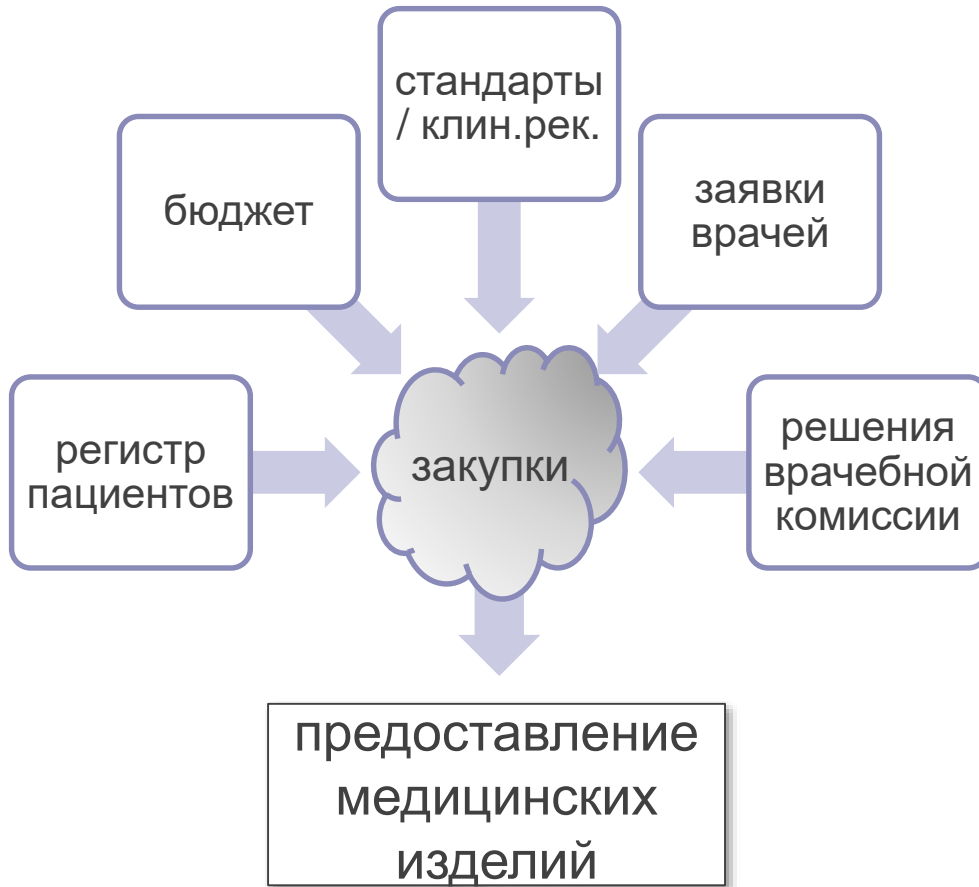 стандарты
/ клин.рек.
бюджет
заявки
врачей
регистр
пациентов
закупки
решения
врачебной
комиссии
предоставление
медицинских
изделий